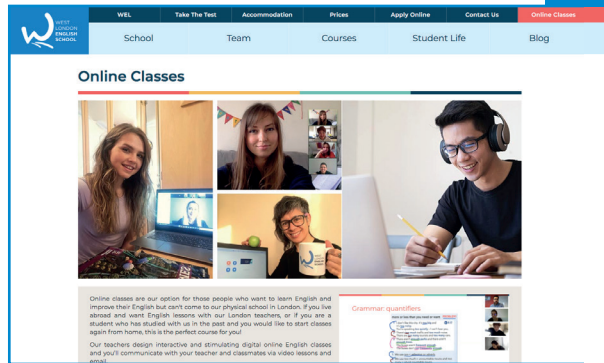 WEST
LONDON
ENGLISH
SCHOOL
WEL Take The Test Accommodation Prices Apply Online Contact Us Online Classes
School Team Courses Student Life Blog
Online Classes
Online classes are our option for those people who want to learn English and
improve their English but can't come to our physical school in London. If you live
abroad and want English lessons with our London teachers, or if you are a
student who has studied with us in the past and you would like to start classes
again from home, this is the perfect course for you!
Our teachers design interactive and stimulating digital online English classes
and you'll communicate with your teacher and classmates via video lessons and
email.
Grammar: quantifiers